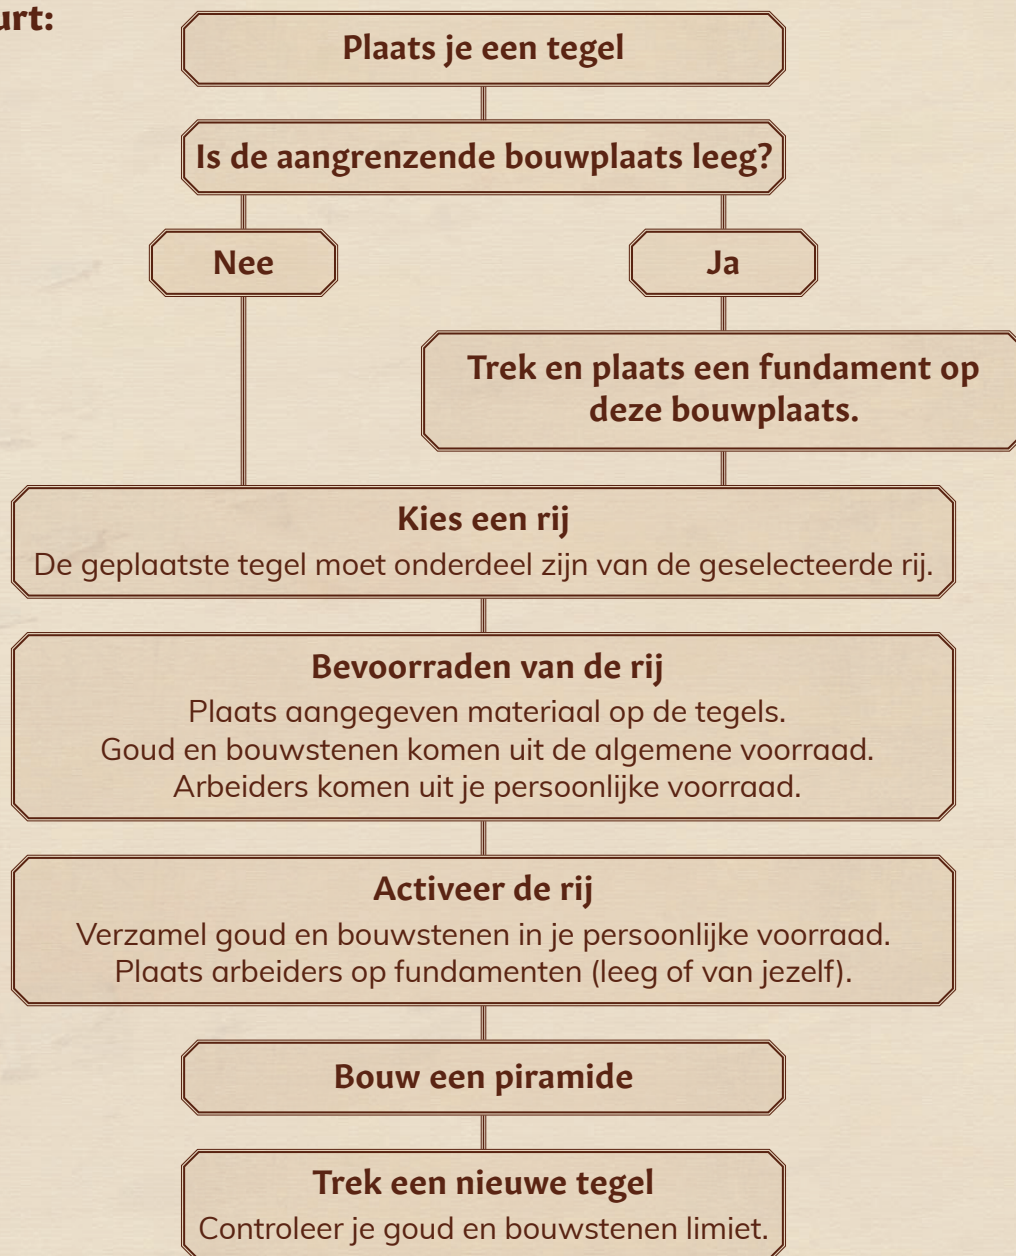 Plaats je een tegel
Is de aangrenzende bouwplaats leeg?
Nee
Ja
Trek en plaats een fundament op
deze bouwplaats.
Kies een rij
De geplaatste tegel moet onderdeel zijn van de geselecteerde rij.
Bevoorraden van de rij
Plaats aangegeven materiaal op de tegels.
Goud en bouwstenen komen uit de algemene voorraad.
Arbeiders komen uit je persoonlijke voorraad.
Activeer de rij
Verzamel goud en bouwstenen in je persoonlijke voorraad.
Plaats arbeiders op fundamenten (leeg of van jezelf).
Bouw een piramide
Trek een nieuwe tegel
Controleer je goud en bouwstenen limiet.